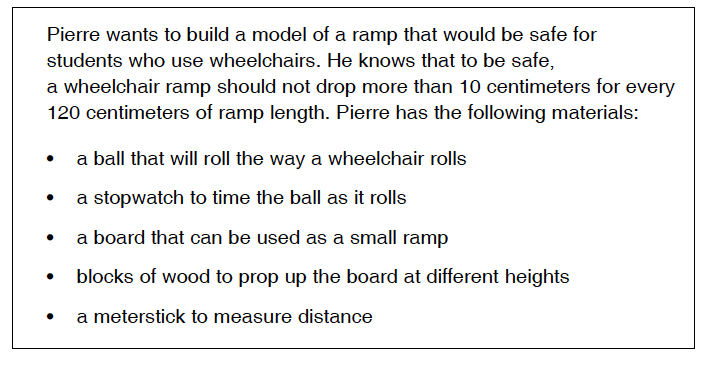 Pierre wants to build a model of a ramp that would be safe for
students who use wheelchairs. He knows that to be safe,
a wheelchair ramp should not drop more than 10 centimeters for every
120 centimeters of ramp length. Pierre has the following materials:
• a ball that will roll the way a wheelchair rolls
• a stopwatch to time the ball as it rolls
• a board that can be used as a small ramp
• blocks of wood to prop up the board at different heights
• a meterstick to measure distance